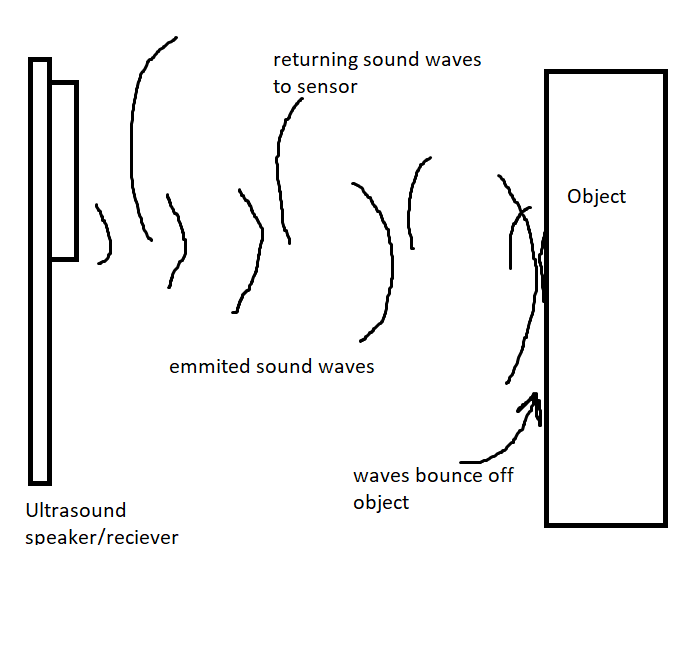 returning sound waves
to sensor
Object
emmited sound waves
waves bounce off
object
Ultrasound
speaker/reciever